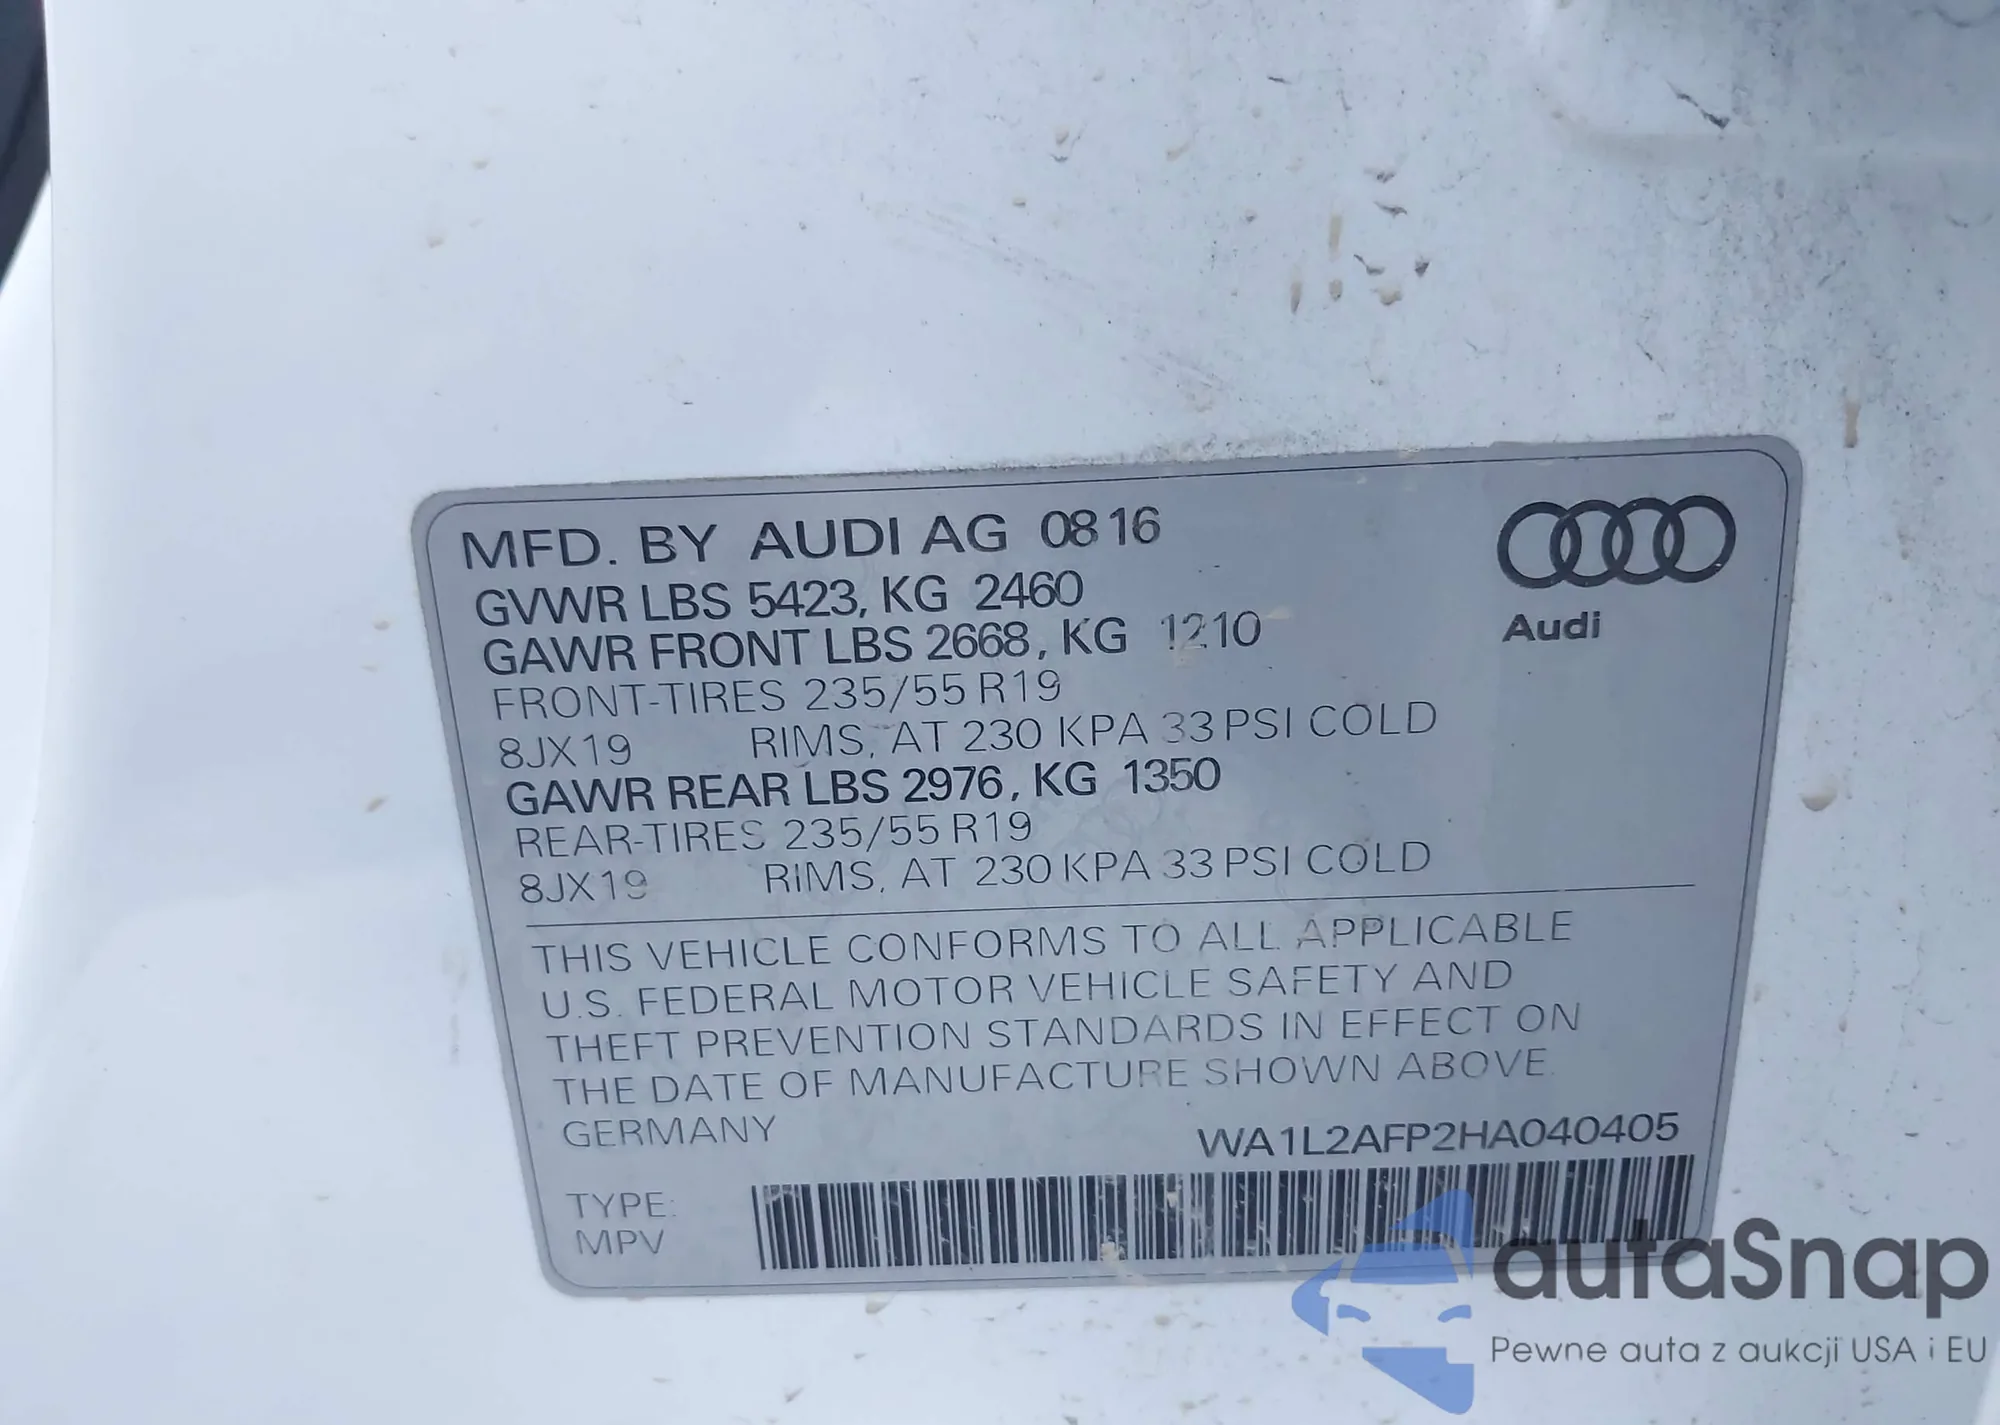 MFD. BY AUDI AG 08 16
GVWR LBS 5423, KG 2460
GAWR FRONT LBS 2668, KG 1210
FRONT-TIRES 235/55 R19
8JX19 RIMS, AT 230 KPA 33 PSI COLD
GAWR REAR LBS 2976, KG 1350
REAR-TIRES 235/55 R19
8JX19 RIMS, AT 230 KPA 33 PSI COLD
Audi
THIS VEHICLE CONFORMS TO ALL APPLICABLE
U.S. FEDERAL MOTOR VEHICLE SAFETY AND
THEFT PREVENTION STANDARDS IN EFFECT ON
THE DATE OF MANUFACTURE SHOWN ABOVE.
GERMANY
WA1L2AFP2HA040405
TYPE:
MPV
autaSnap
Pewne auta z aukcji USA i EU